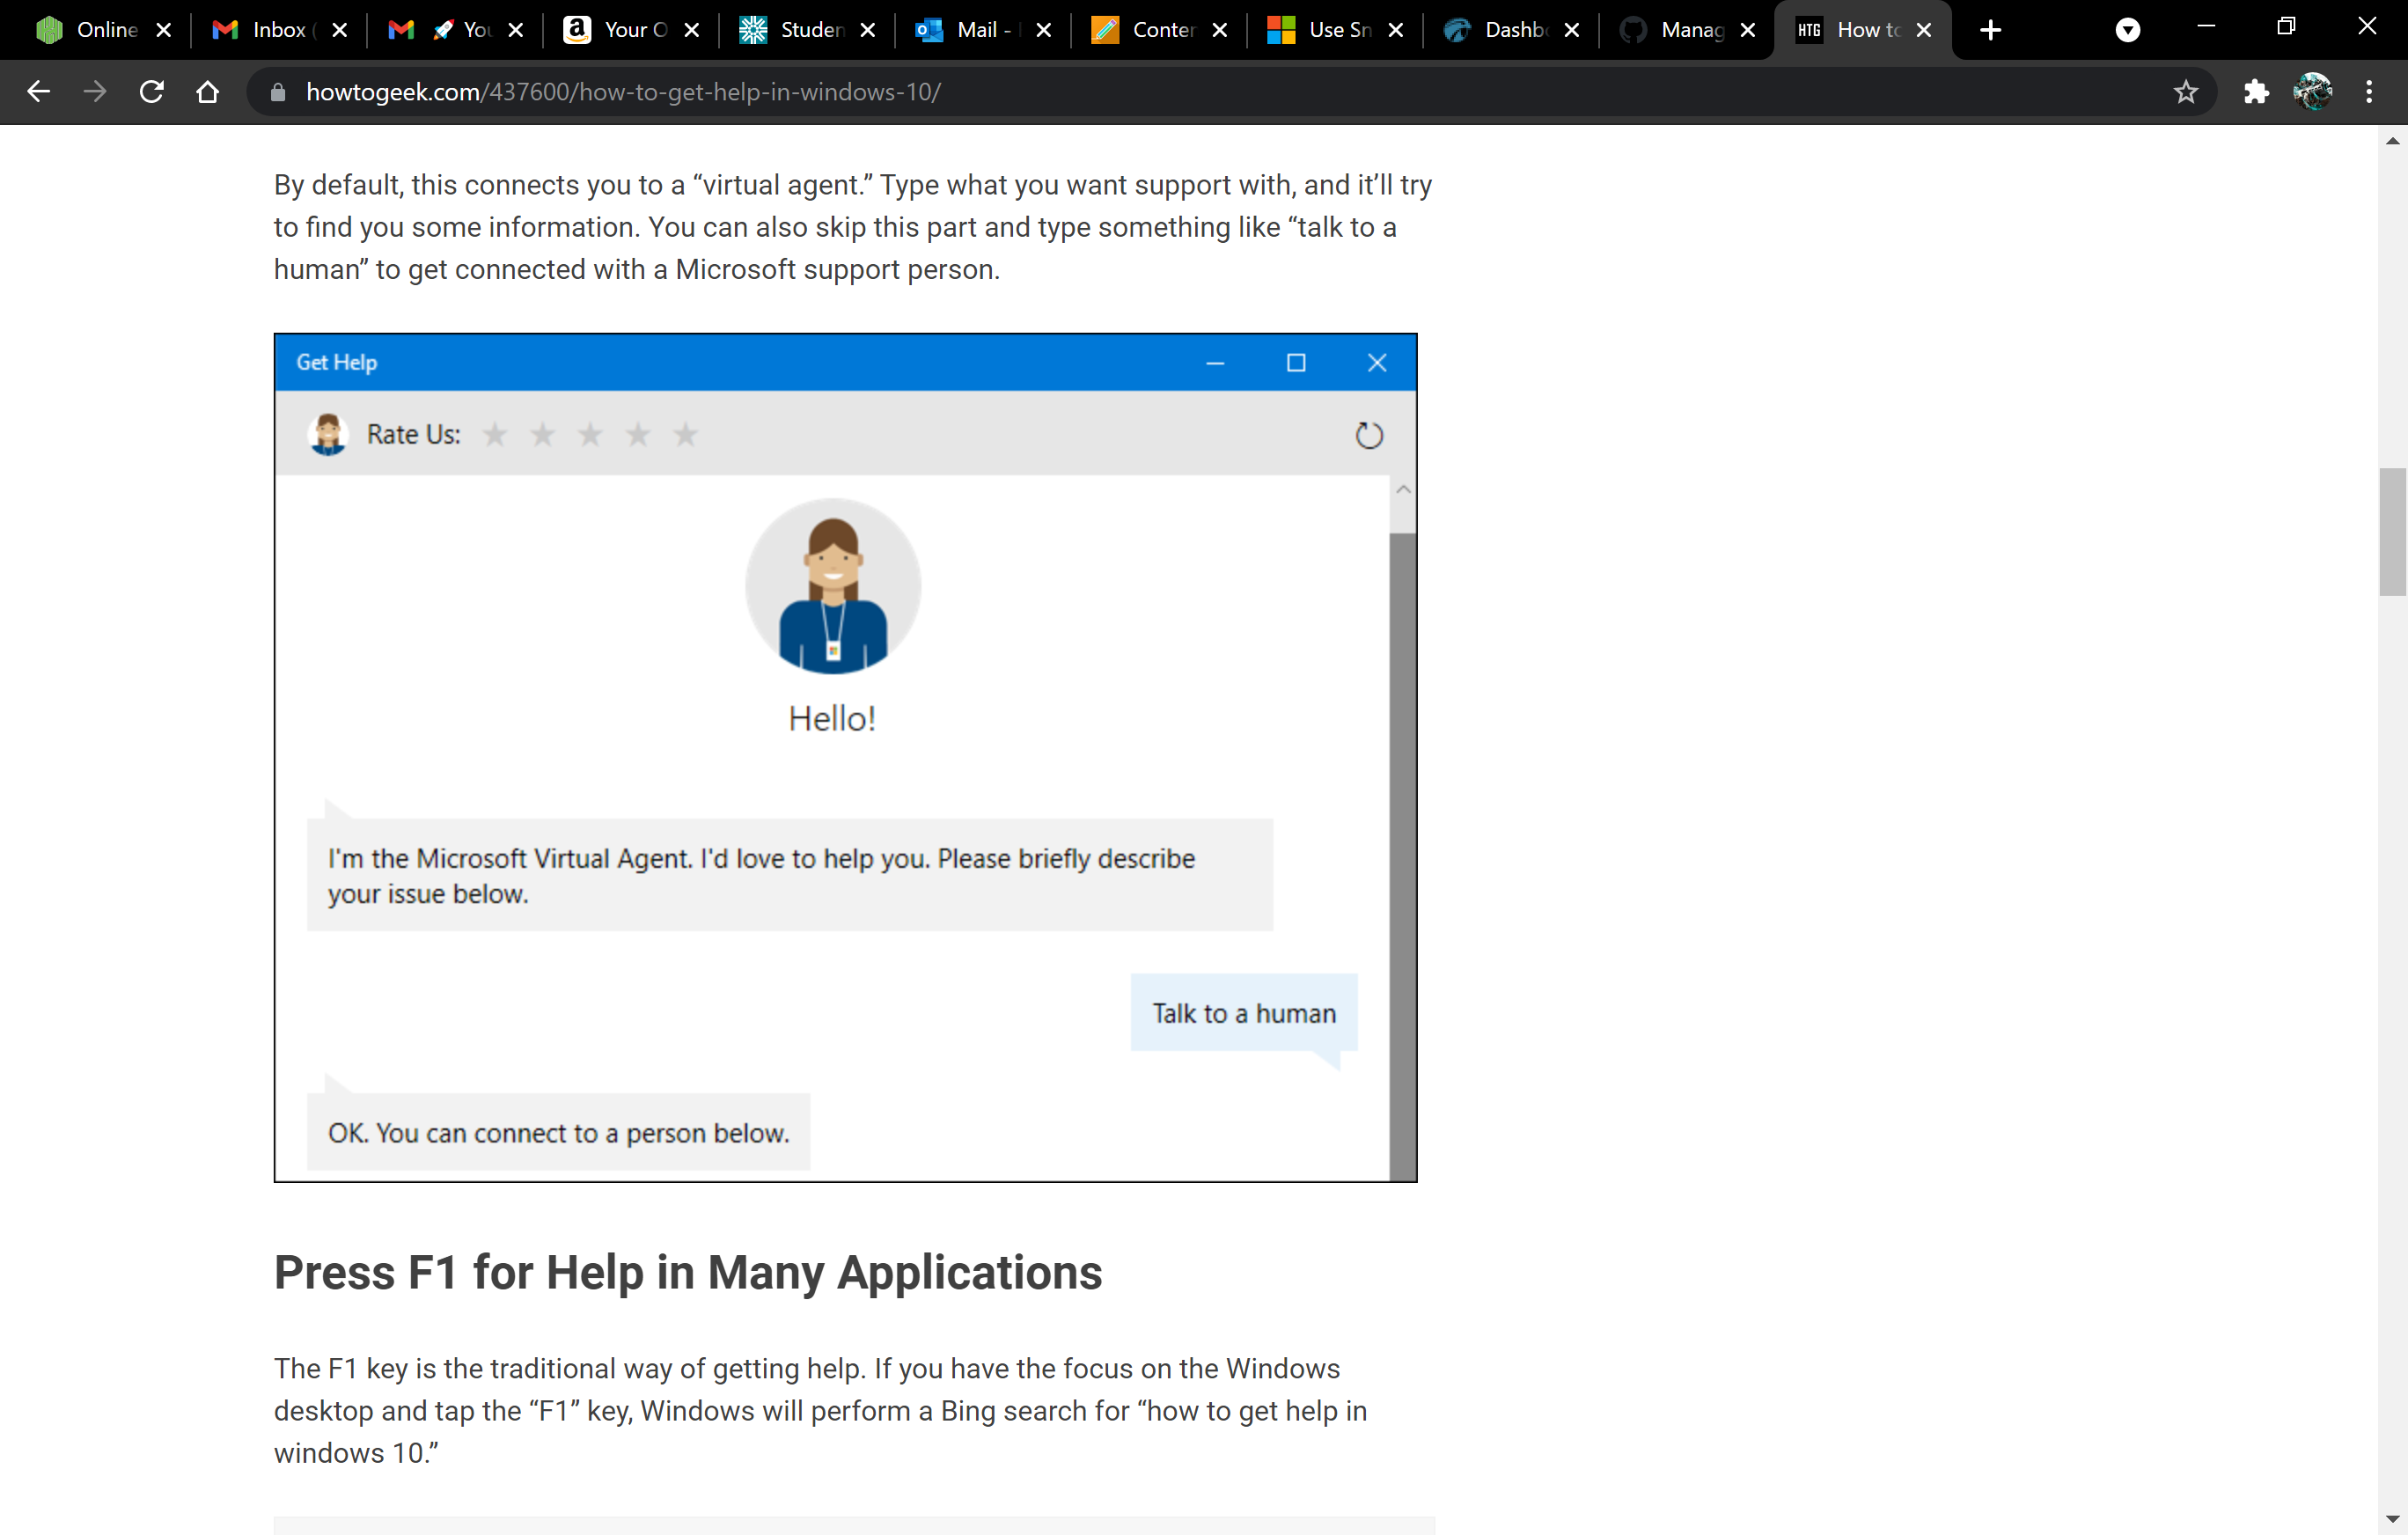 Online
Inbox (
You
a
Your O
Studen
Mail -
Conter
Use Sn
Dashb
Manag
HTG
How to
howtogeek.com/437600/how-to-get-help-in-windows-10/
By default, this connects you to a “virtual agent.” Type what you want support with, and it’ll try
to find you some information. You can also skip this part and type something like “talk to a
human” to get connected with a Microsoft support person.
Get Help
Rate Us:
Hello!
I'm the Microsoft Virtual Agent. I'd love to help you. Please briefly describe
your issue below.
Talk to a human
OK. You can connect to a person below.
Press F1 for Help in Many Applications
The F1 key is the traditional way of getting help. If you have the focus on the Windows
desktop and tap the “F1” key, Windows will perform a Bing search for “how to get help in
windows 10.”